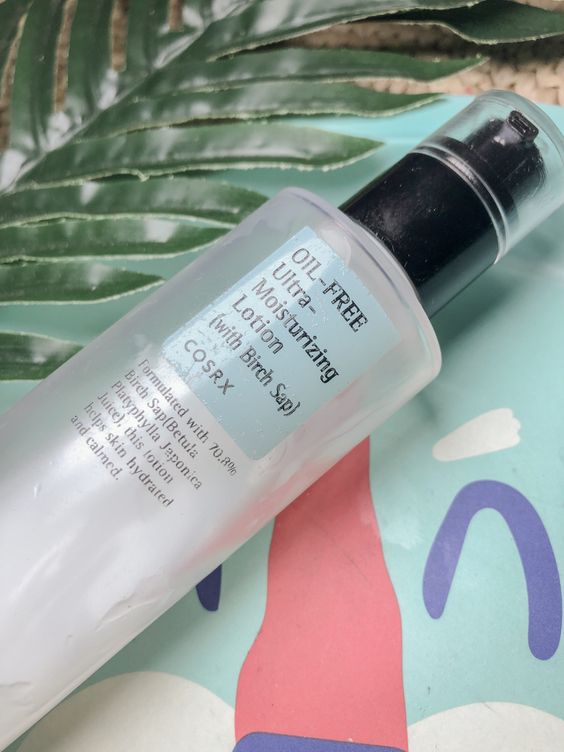 OIL-FREE
Ultra-
Moisturizing
Lotion
(with Birch Sap)
COSRX
Formulated with 70.8%
Birch Sap(Betula
Platyphylla Japonica
Juice), this lotion
helps skin hydrated
and calmed.